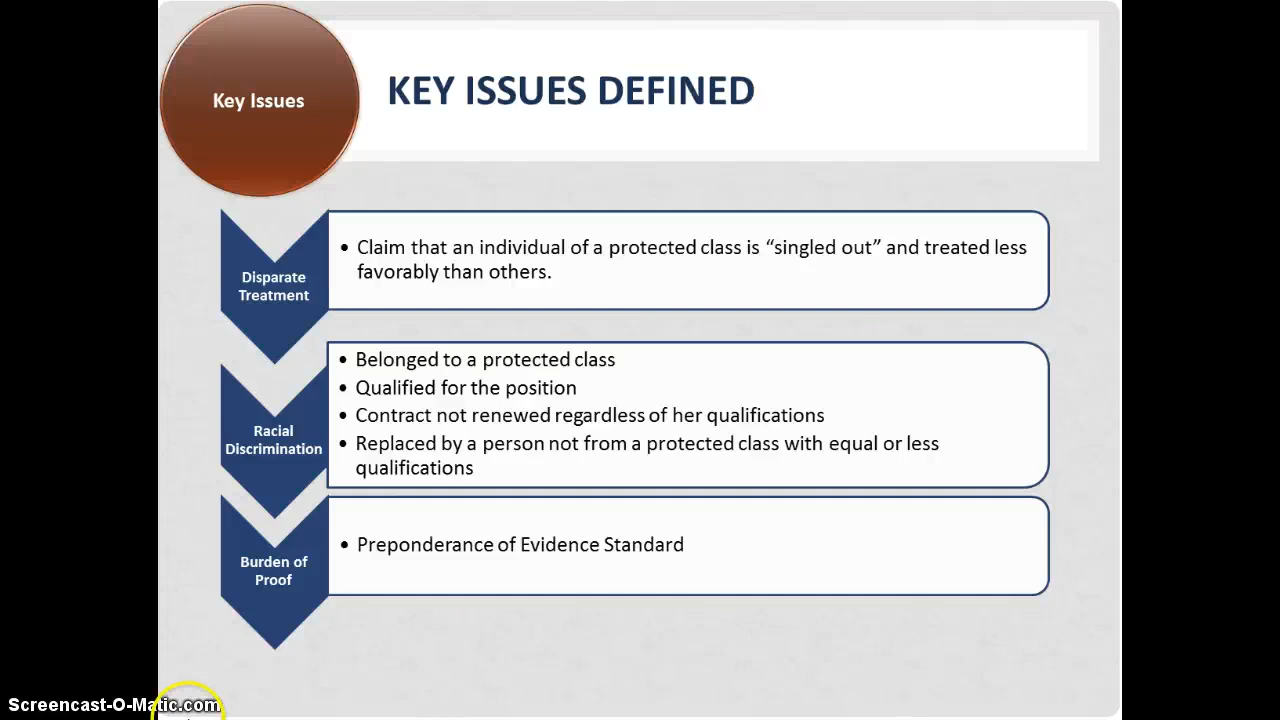 Key Issues
KEY ISSUES DEFINED
Disparate
Treatment
• Claim that an individual of a protected class is “singled out” and treated less
favorably than others.
Racial
Discrimination
• Belonged to a protected class
• Qualified for the position
• Contract not renewed regardless of her qualifications
• Replaced by a person not from a protected class with equal or less
qualifications
Burden of
Proof
• Preponderance of Evidence Standard
Screencast-O-Matic.com